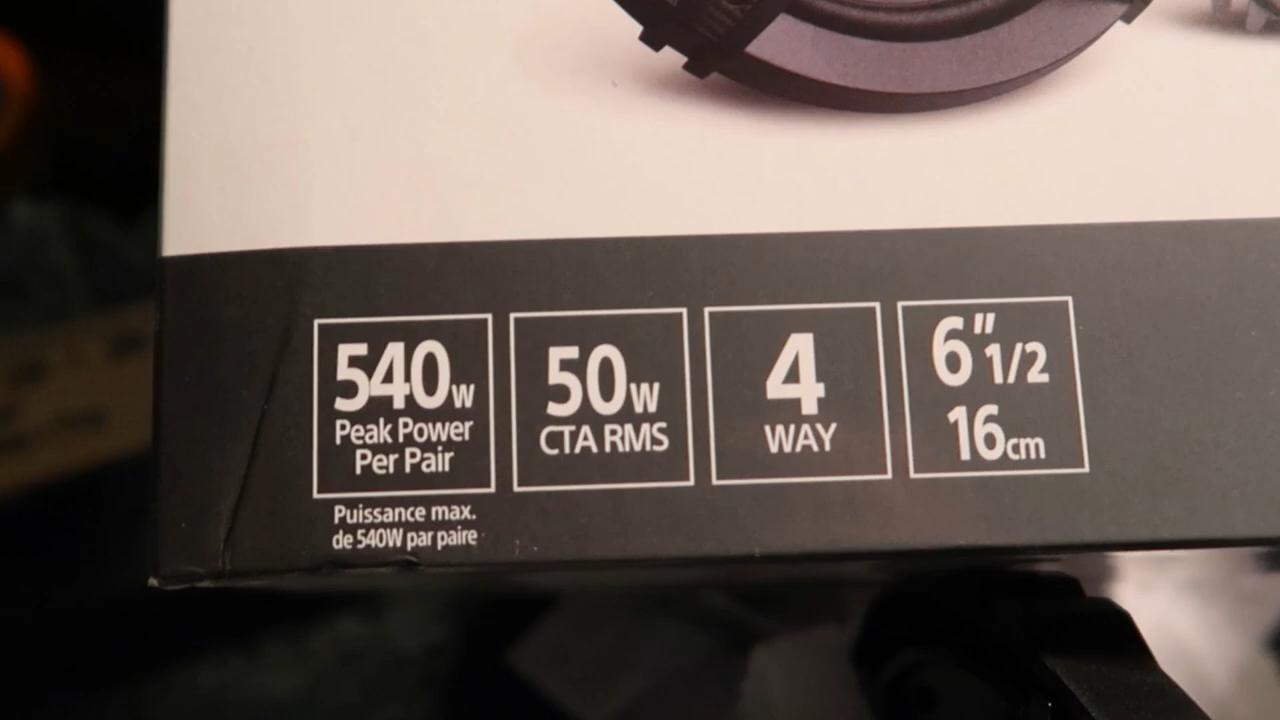 540W
Peak Power
Per Pair
Puissance max.
de 540W par paire
50W
CTA RMS
4
WAY
6"1/2
16cm